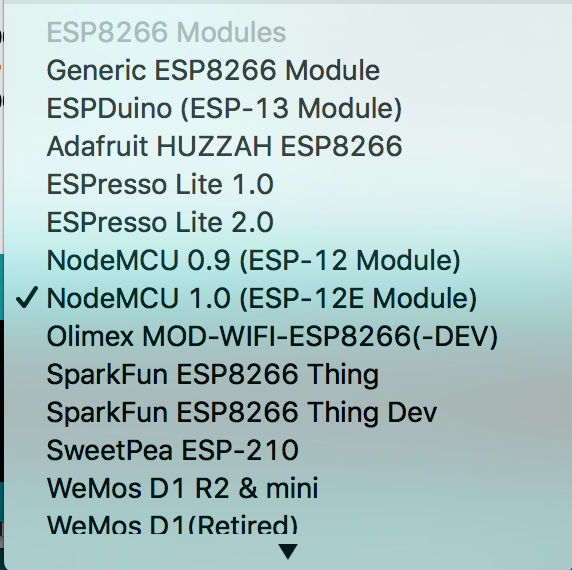 ESP8266 Modules
Generic ESP8266 Module
ESPDuino (ESP-13 Module)
Adafruit HUZZAH ESP8266
ESPresso Lite 1.0
ESPresso Lite 2.0
NodeMCU 0.9 (ESP-12 Module)
NodeMCU 1.0 (ESP-12E Module)
Olimex MOD-WIFI-ESP8266(-DEV)
SparkFun ESP8266 Thing
SparkFun ESP8266 Thing Dev
SweetPea ESP-210
WeMos D1 R2 & mini
WeMos D1(Retired)